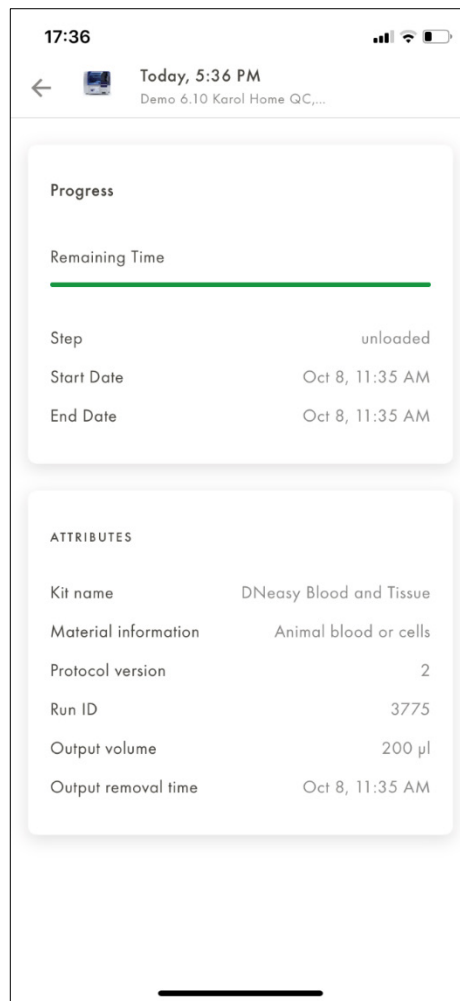 17:36
Today, 5:36 PM
Demo 6.10 Karol Home QC,...
Progress
Remaining Time
Step unloaded
Start Date Oct 8, 11:35 AM
End Date Oct 8, 11:35 AM
ATTRIBUTES
Kit name DNeasy Blood and Tissue
Material information Animal blood or cells
Protocol version 2
Run ID 3775
Output volume 200 µl
Output removal time Oct 8, 11:35 AM